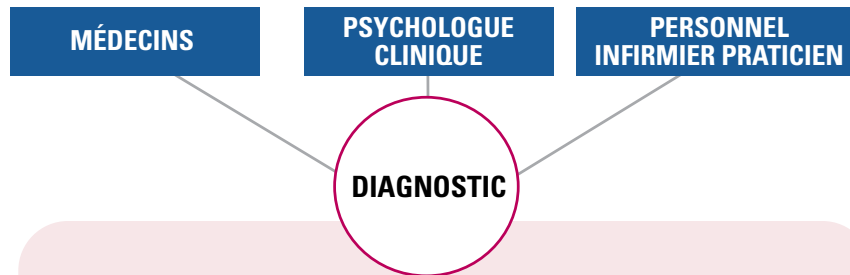 MÉDECINS
PSYCHOLOGUE
CLINIQUE
PERSONNEL
INFIRMIER PRATICIEN
DIAGNOSTIC